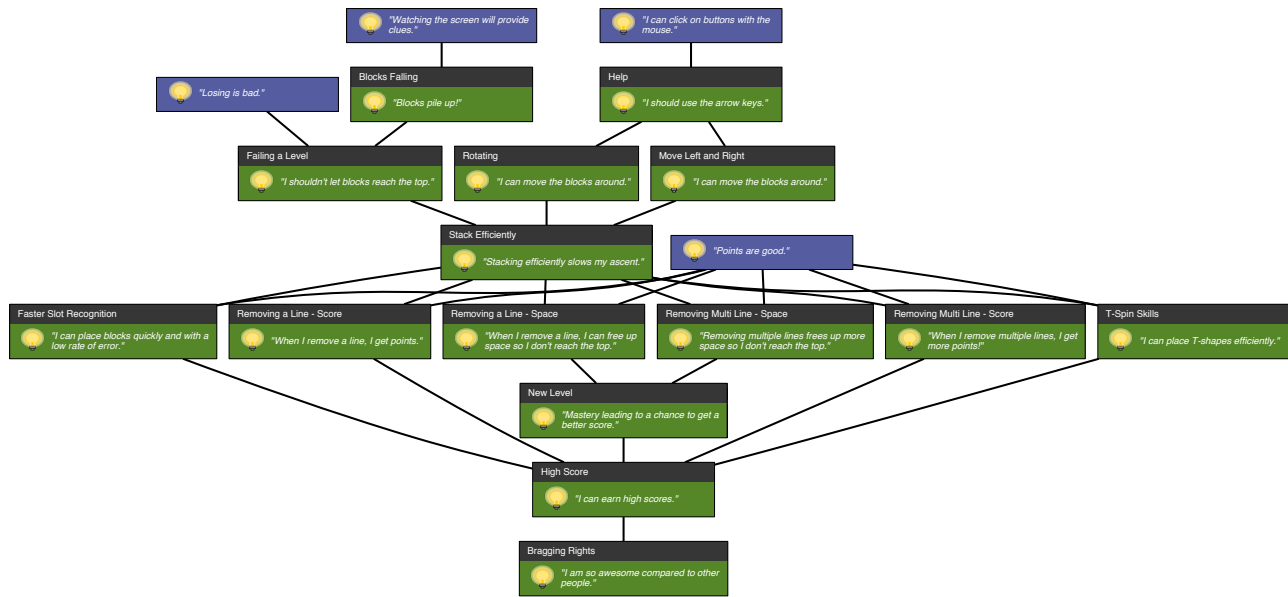 "Watching the screen will provide
clues."
"I can click on buttons with the
mouse."
"Losing is bad."
Blocks Falling
"Blocks pile up!"
Help
"I should use the arrow keys."
Failing a Level
"I shouldn't let blocks reach the top."
Rotating
"I can move the blocks around."
Move Left and Right
"I can move the blocks around."
Stack Efficiently
"Stacking efficiently slows my ascent."
"Points are good."
Faster Slot Recognition
"I can place blocks quickly and with a
low rate of error."
Removing a Line - Score
"When I remove a line, I get points."
Removing a Line - Space
"When I remove a line, I can free up
space so I don't reach the top."
Removing Multi Line - Space
"Removing multiple lines frees up more
space so I don't reach the top."
Removing Multi Line - Score
"When I remove multiple lines, I get
more points!"
T-Spin Skills
"I can place T-shapes efficiently."
New Level
"Mastery leading to a chance to get a
better score."
High Score
"I can earn high scores."
Bragging Rights
"I am so awesome compared to other
people."